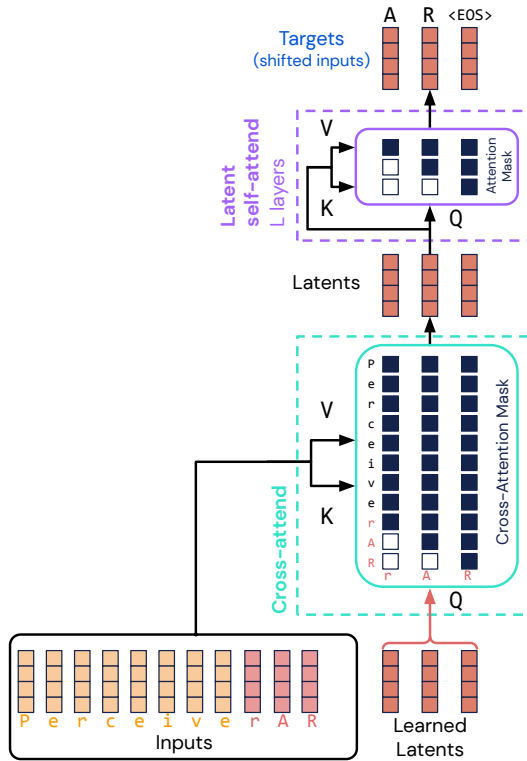 A R <EOS>
Targets
(shifted inputs)
Latent
self-attend
L layers
V
K
Q
Attention
Mask
Latents
Cross-attend
V
K
Q
P
e
r
c
e
i
v
e
r
A
R
r A R
Cross-Attention Mask
P e r c e i v e r A R
Inputs
Learned
Latents